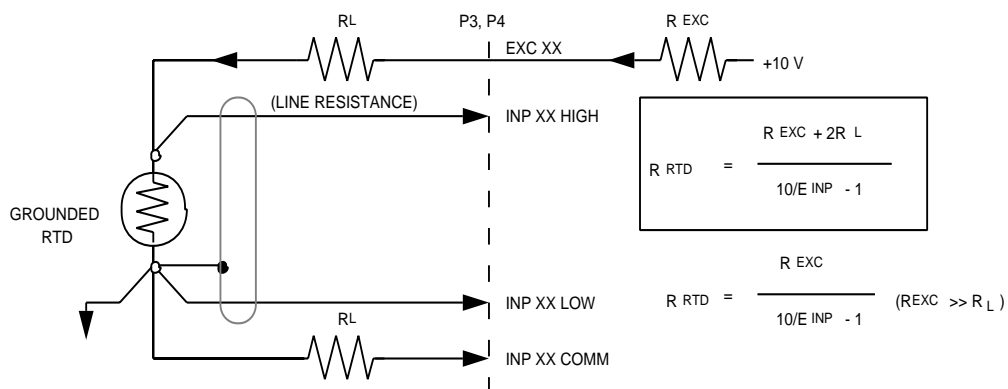 RL
P3, P4
R EXC
EXC XX
+10 V
(LINE RESISTANCE)
INP XX HIGH
R EXC + 2R L
R RTD =
10/E INP - 1
GROUNDED
RTD
R EXC
R RTD = (REXC >> R L )
10/E INP - 1
INP XX LOW
RL
INP XX COMM